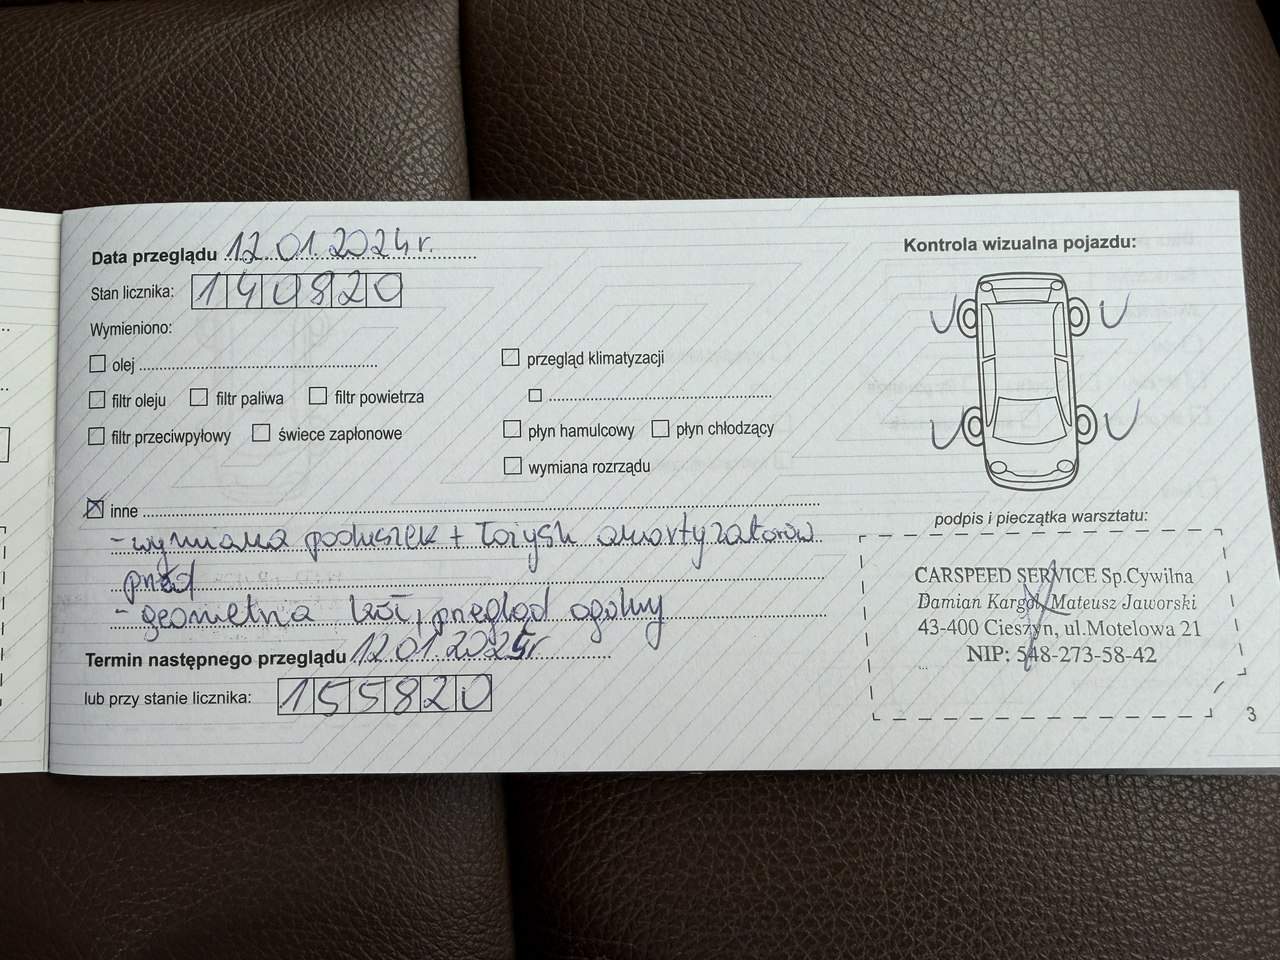 Data przeglądu 12.01.2024r.
Stan licznika: 140820
Wymieniono:
olej
filtr oleju filtr paliwa filtr powietrza
filtr przeciwpyłowy świece zapłonowe
przegląd klimatyzacji
płyn hamulcowy płyn chłodzący
wymiana rozrządu
inne
- wymiana poduszek + łożysk amortyzatorów
przód
- geometria kół, przegląd ogólny
Termin następnego przeglądu 12.01.2025r
lub przy stanie licznika: 155820
Kontrola wizualna pojazdu:
podpis i pieczątka warsztatu:
CARSPEED SERVICE Sp.Cywilna
Damian Kargol, Mateusz Jaworski
43-400 Cieszyn, ul.Motelowa 21
NIP: 548-273-58-42
3